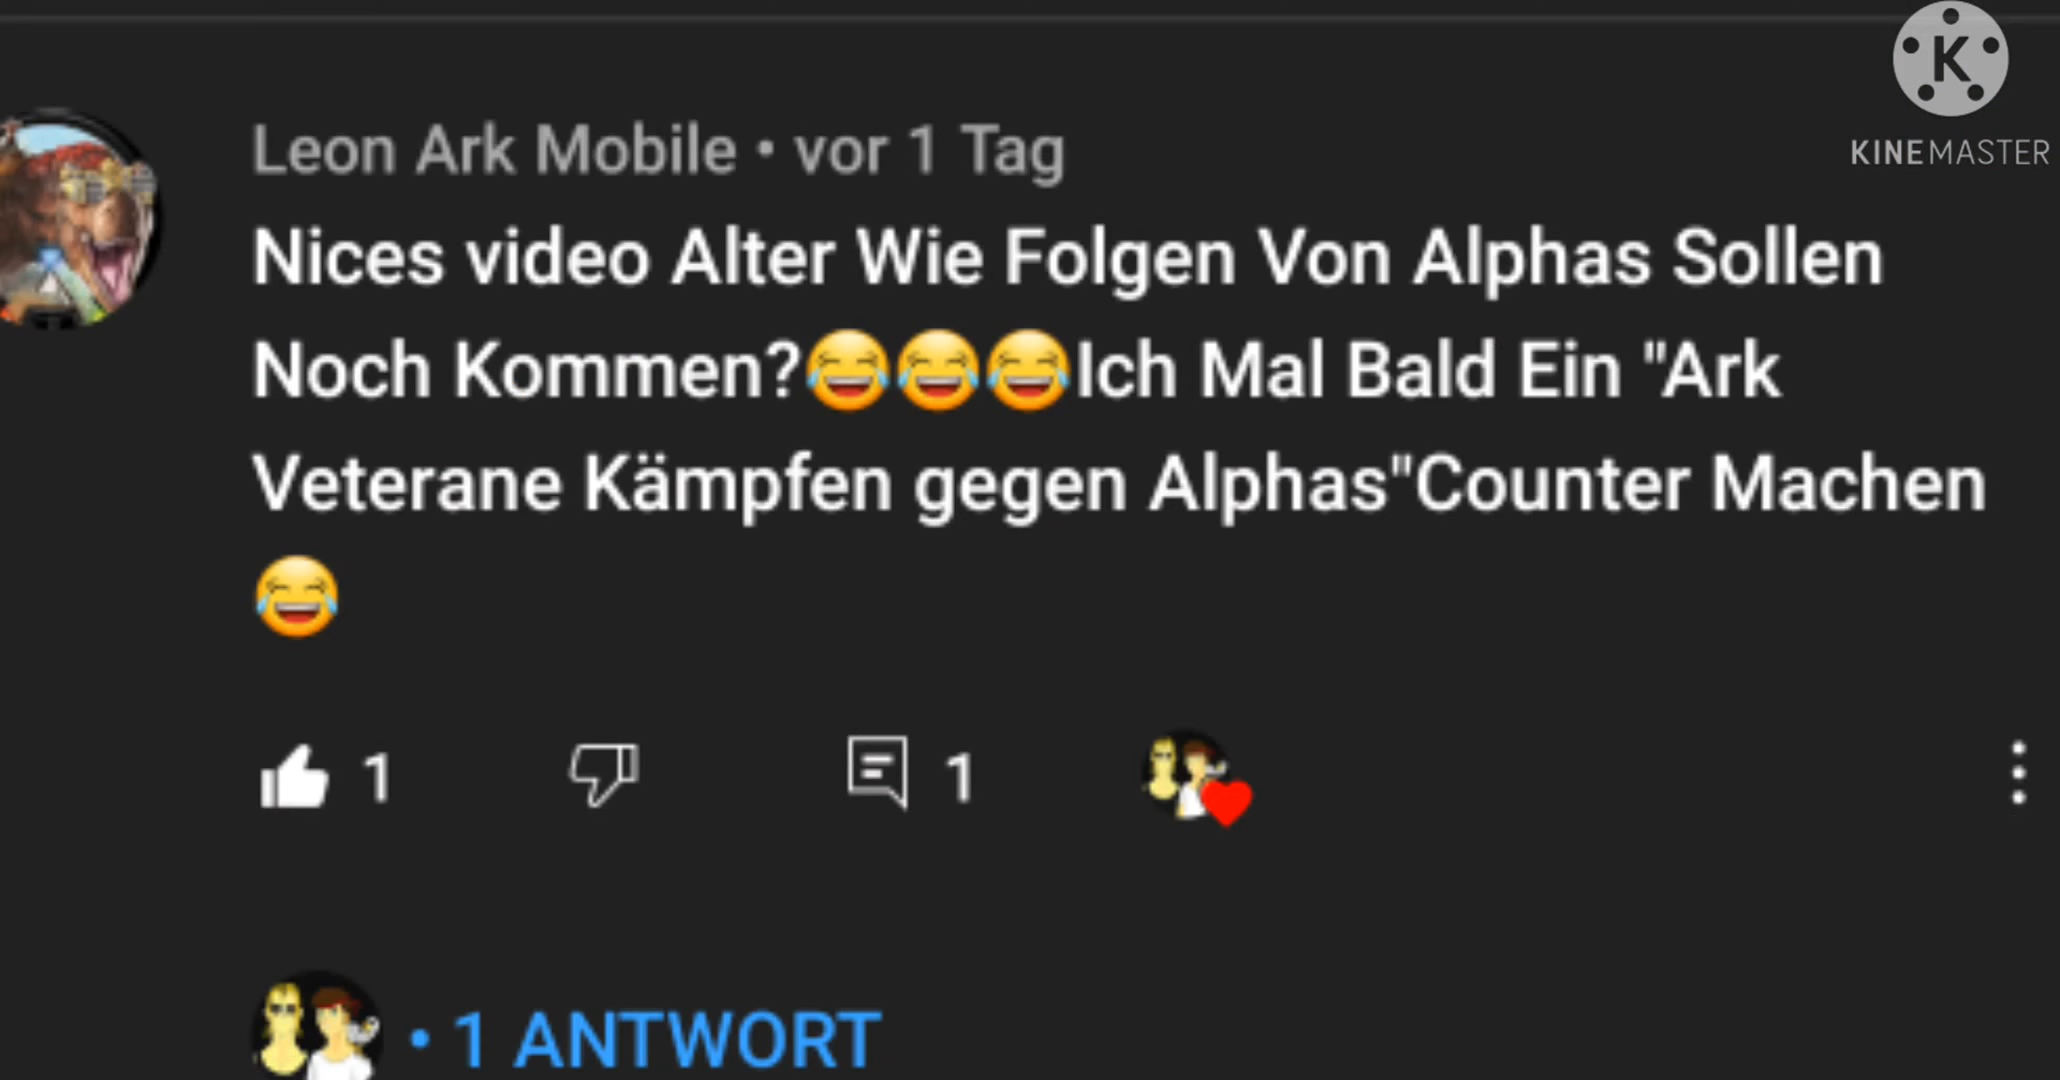 K
KINEMASTER
Leon Ark Mobile • vor 1 Tag
Nices video Alter Wie Folgen Von Alphas Sollen
Noch Kommen?😂😂😂Ich Mal Bald Ein "Ark
Veterane Kämpfen gegen Alphas"Counter Machen
😂
1 1
• 1 ANTWORT